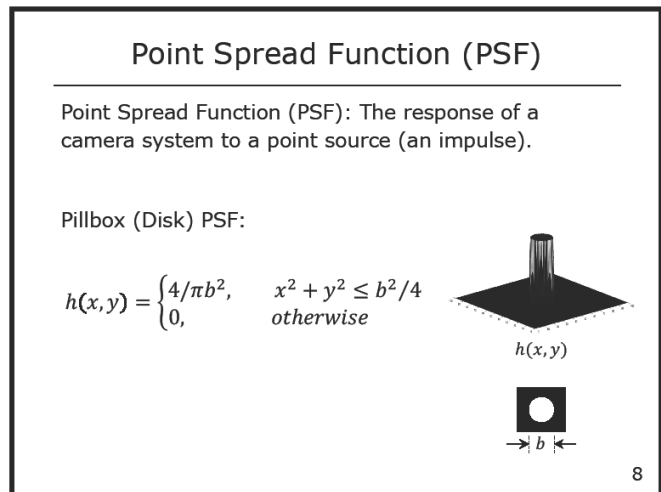 Point Spread Function (PSF)
Point Spread Function (PSF): The response of a
camera system to a point source (an impulse).
Pillbox (Disk) PSF:
h(x,y) = {4/πb², x² + y² ≤ b²/4
{0, otherwise
h(x,y)
b
8